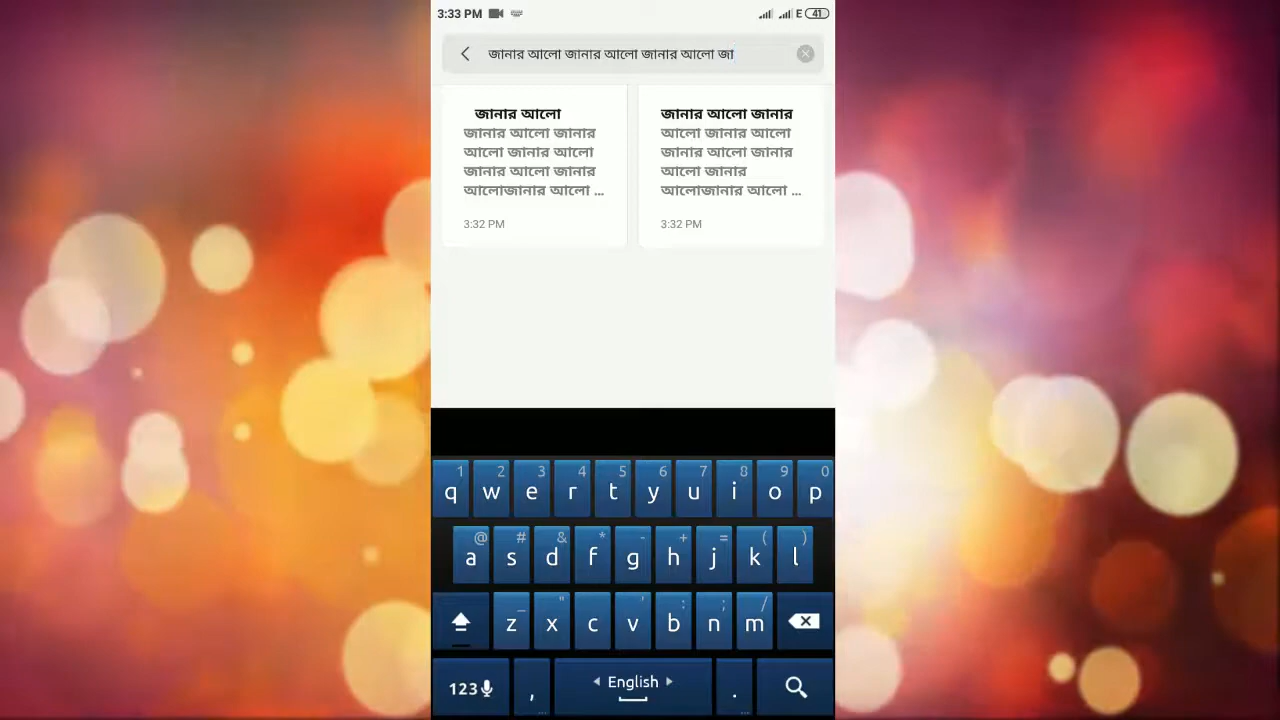 3:33 PM E 41
জানার আলো জানার আলো জানার আলো জা
জানার আলো
জানার আলো জানার
আলো জানার আলো
জানার আলো জানার
আলোজানার আলো ...
3:32 PM
জানার আলো জানার
আলো জানার আলো
জানার আলো জানার
আলো জানার
আলোজানার আলো ...
3:32 PM
1 2 3 4 5 6 7 8 9 0
q w e r t y u i o p
@ # & * - + = ( )
a s d f g h j k l
_ " ' : ; /
z x c v b n m
123 , English .